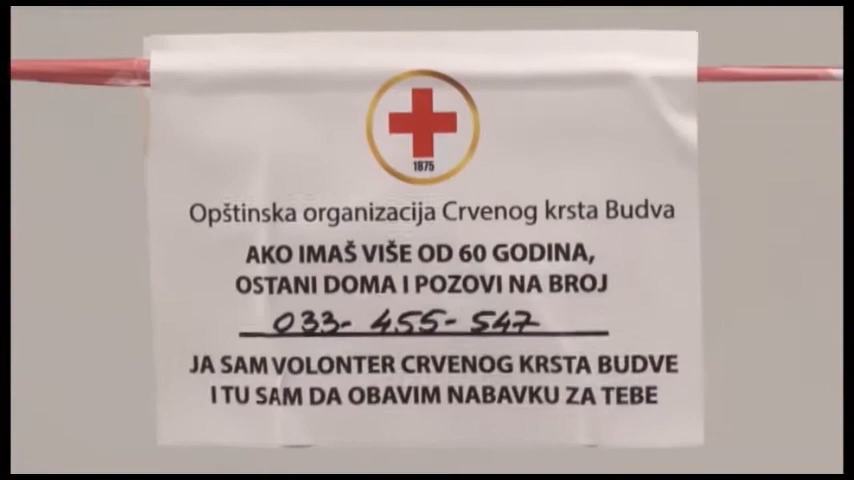 1875
Opštinska organizacija Crvenog krsta Budva
AKO IMAŠ VIŠE OD 60 GODINA,
OSTANI DOMA I POZOVI NA BROJ
033- 455- 547
JA SAM VOLONTER CRVENOG KRSTA BUDVE
I TU SAM DA OBAVIM NABAVKU ZA TEBE